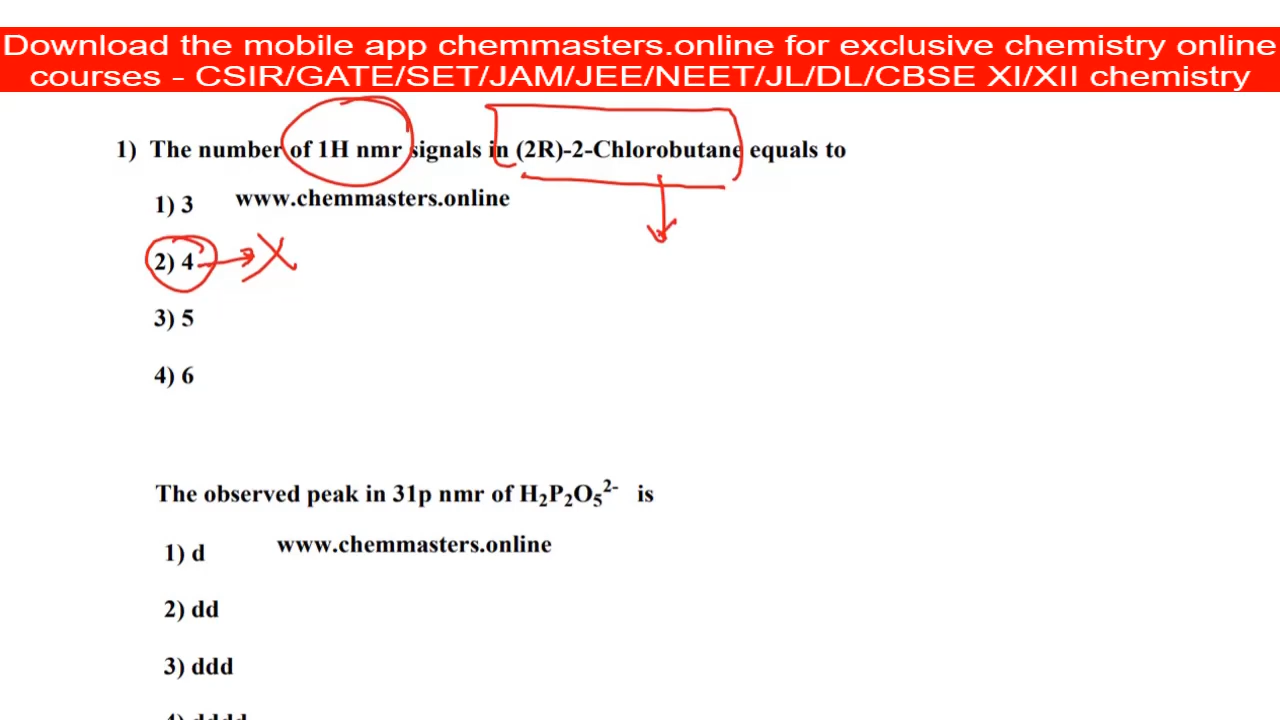 Download the mobile app chemmasters.online for exclusive chemistry online
courses - CSIR/GATE/SET/JAM/JEE/NEET/JL/DL/CBSE XI/XII chemistry
1) The number of 1H nmr signals in (2R)-2-Chlorobutane equals to
1) 3 www.chemmasters.online
2) 4
3) 5
4) 6
The observed peak in 31p nmr of H₂P₂O₅²⁻ is
1) d www.chemmasters.online
2) dd
3) ddd
4) dddd